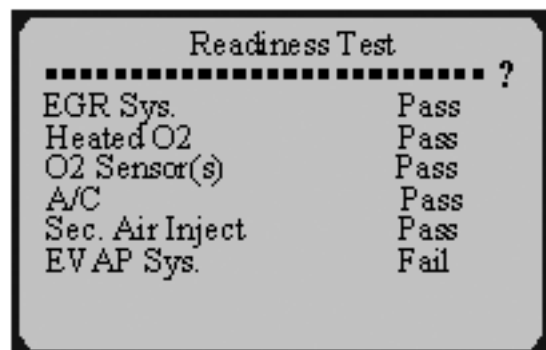 Readiness Test
?
EGR Sys. Pass
Heated O2 Pass
O2 Sensor(s) Pass
A/C Pass
Sec. Air Inject Pass
EVAP Sys. Fail